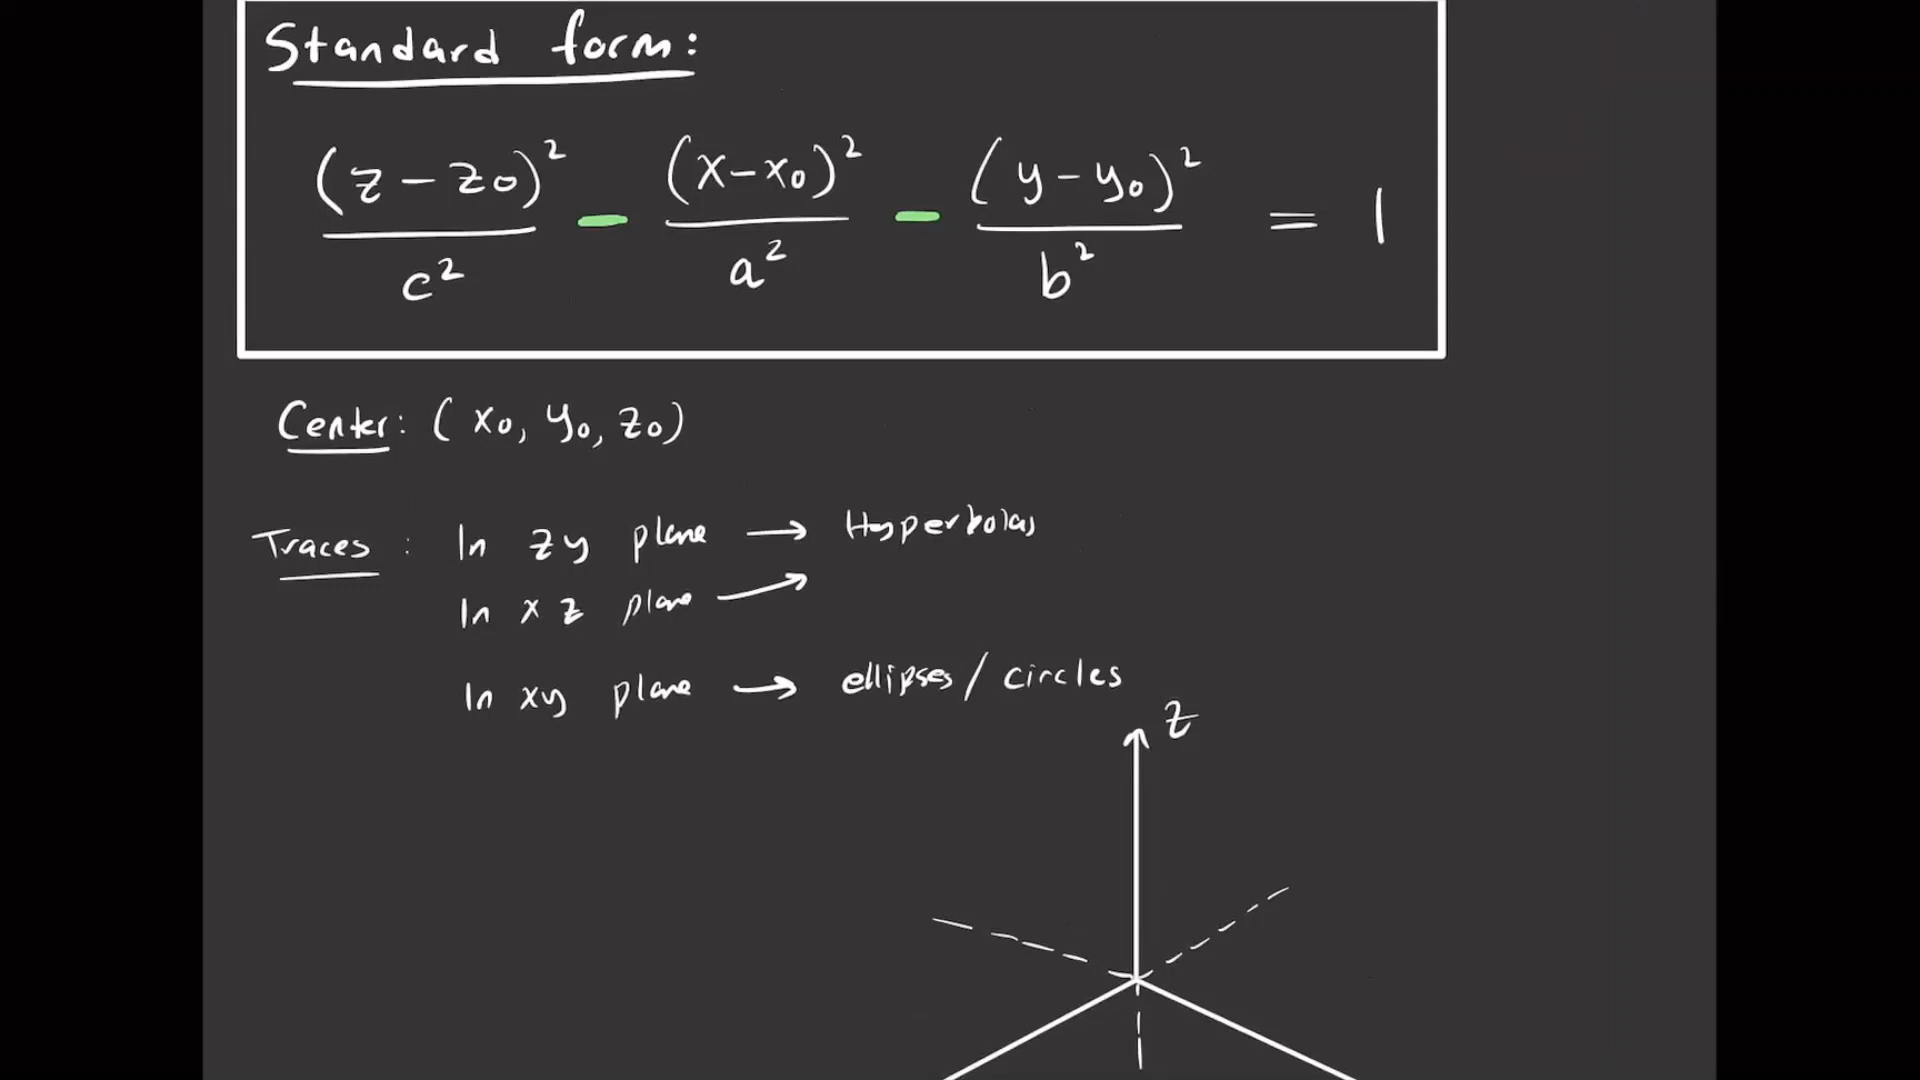 Standard form:
(z - z₀)² / c² - (x - x₀)² / a² - (y - y₀)² / b² = 1
Center: (x₀, y₀, z₀)
Traces: In zy plane → Hyperbolas
In xz plane →
In xy plane → ellipses / circles
z